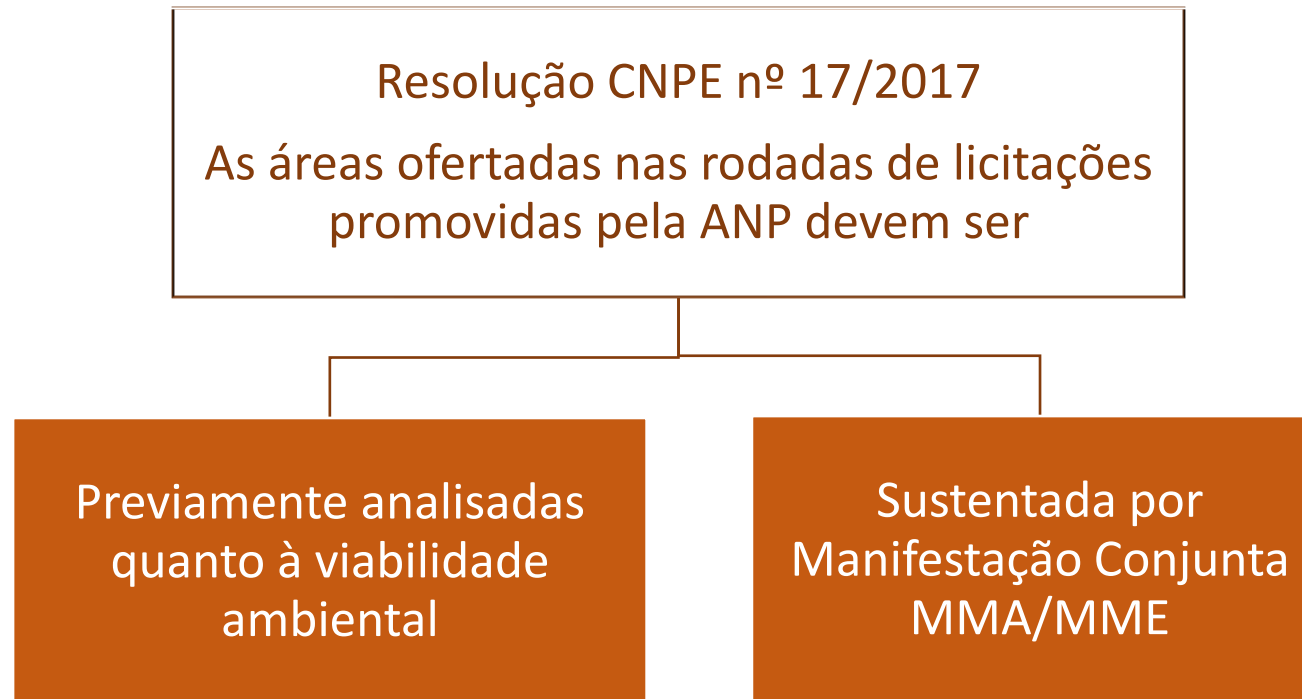 Resolução CNPE nº 17/2017
As áreas ofertadas nas rodadas de licitações
promovidas pela ANP devem ser
Previamente analisadas
quanto à viabilidade
ambiental
Sustentada por
Manifestação Conjunta
MMA/MME